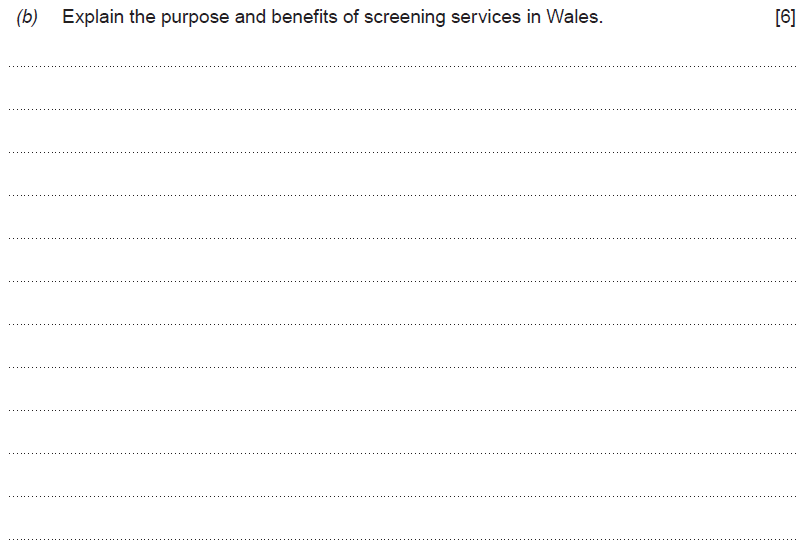 (b) Explain the purpose and benefits of screening services in Wales. [6]